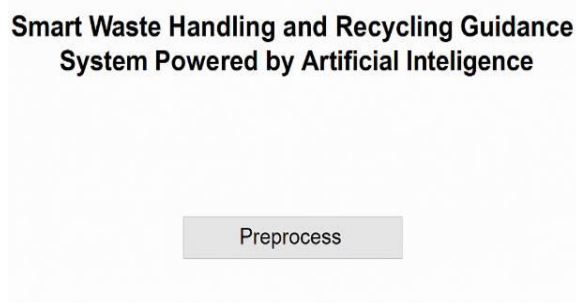 Smart Waste Handling and Recycling Guidance
System Powered by Artificial Inteligence
Preprocess